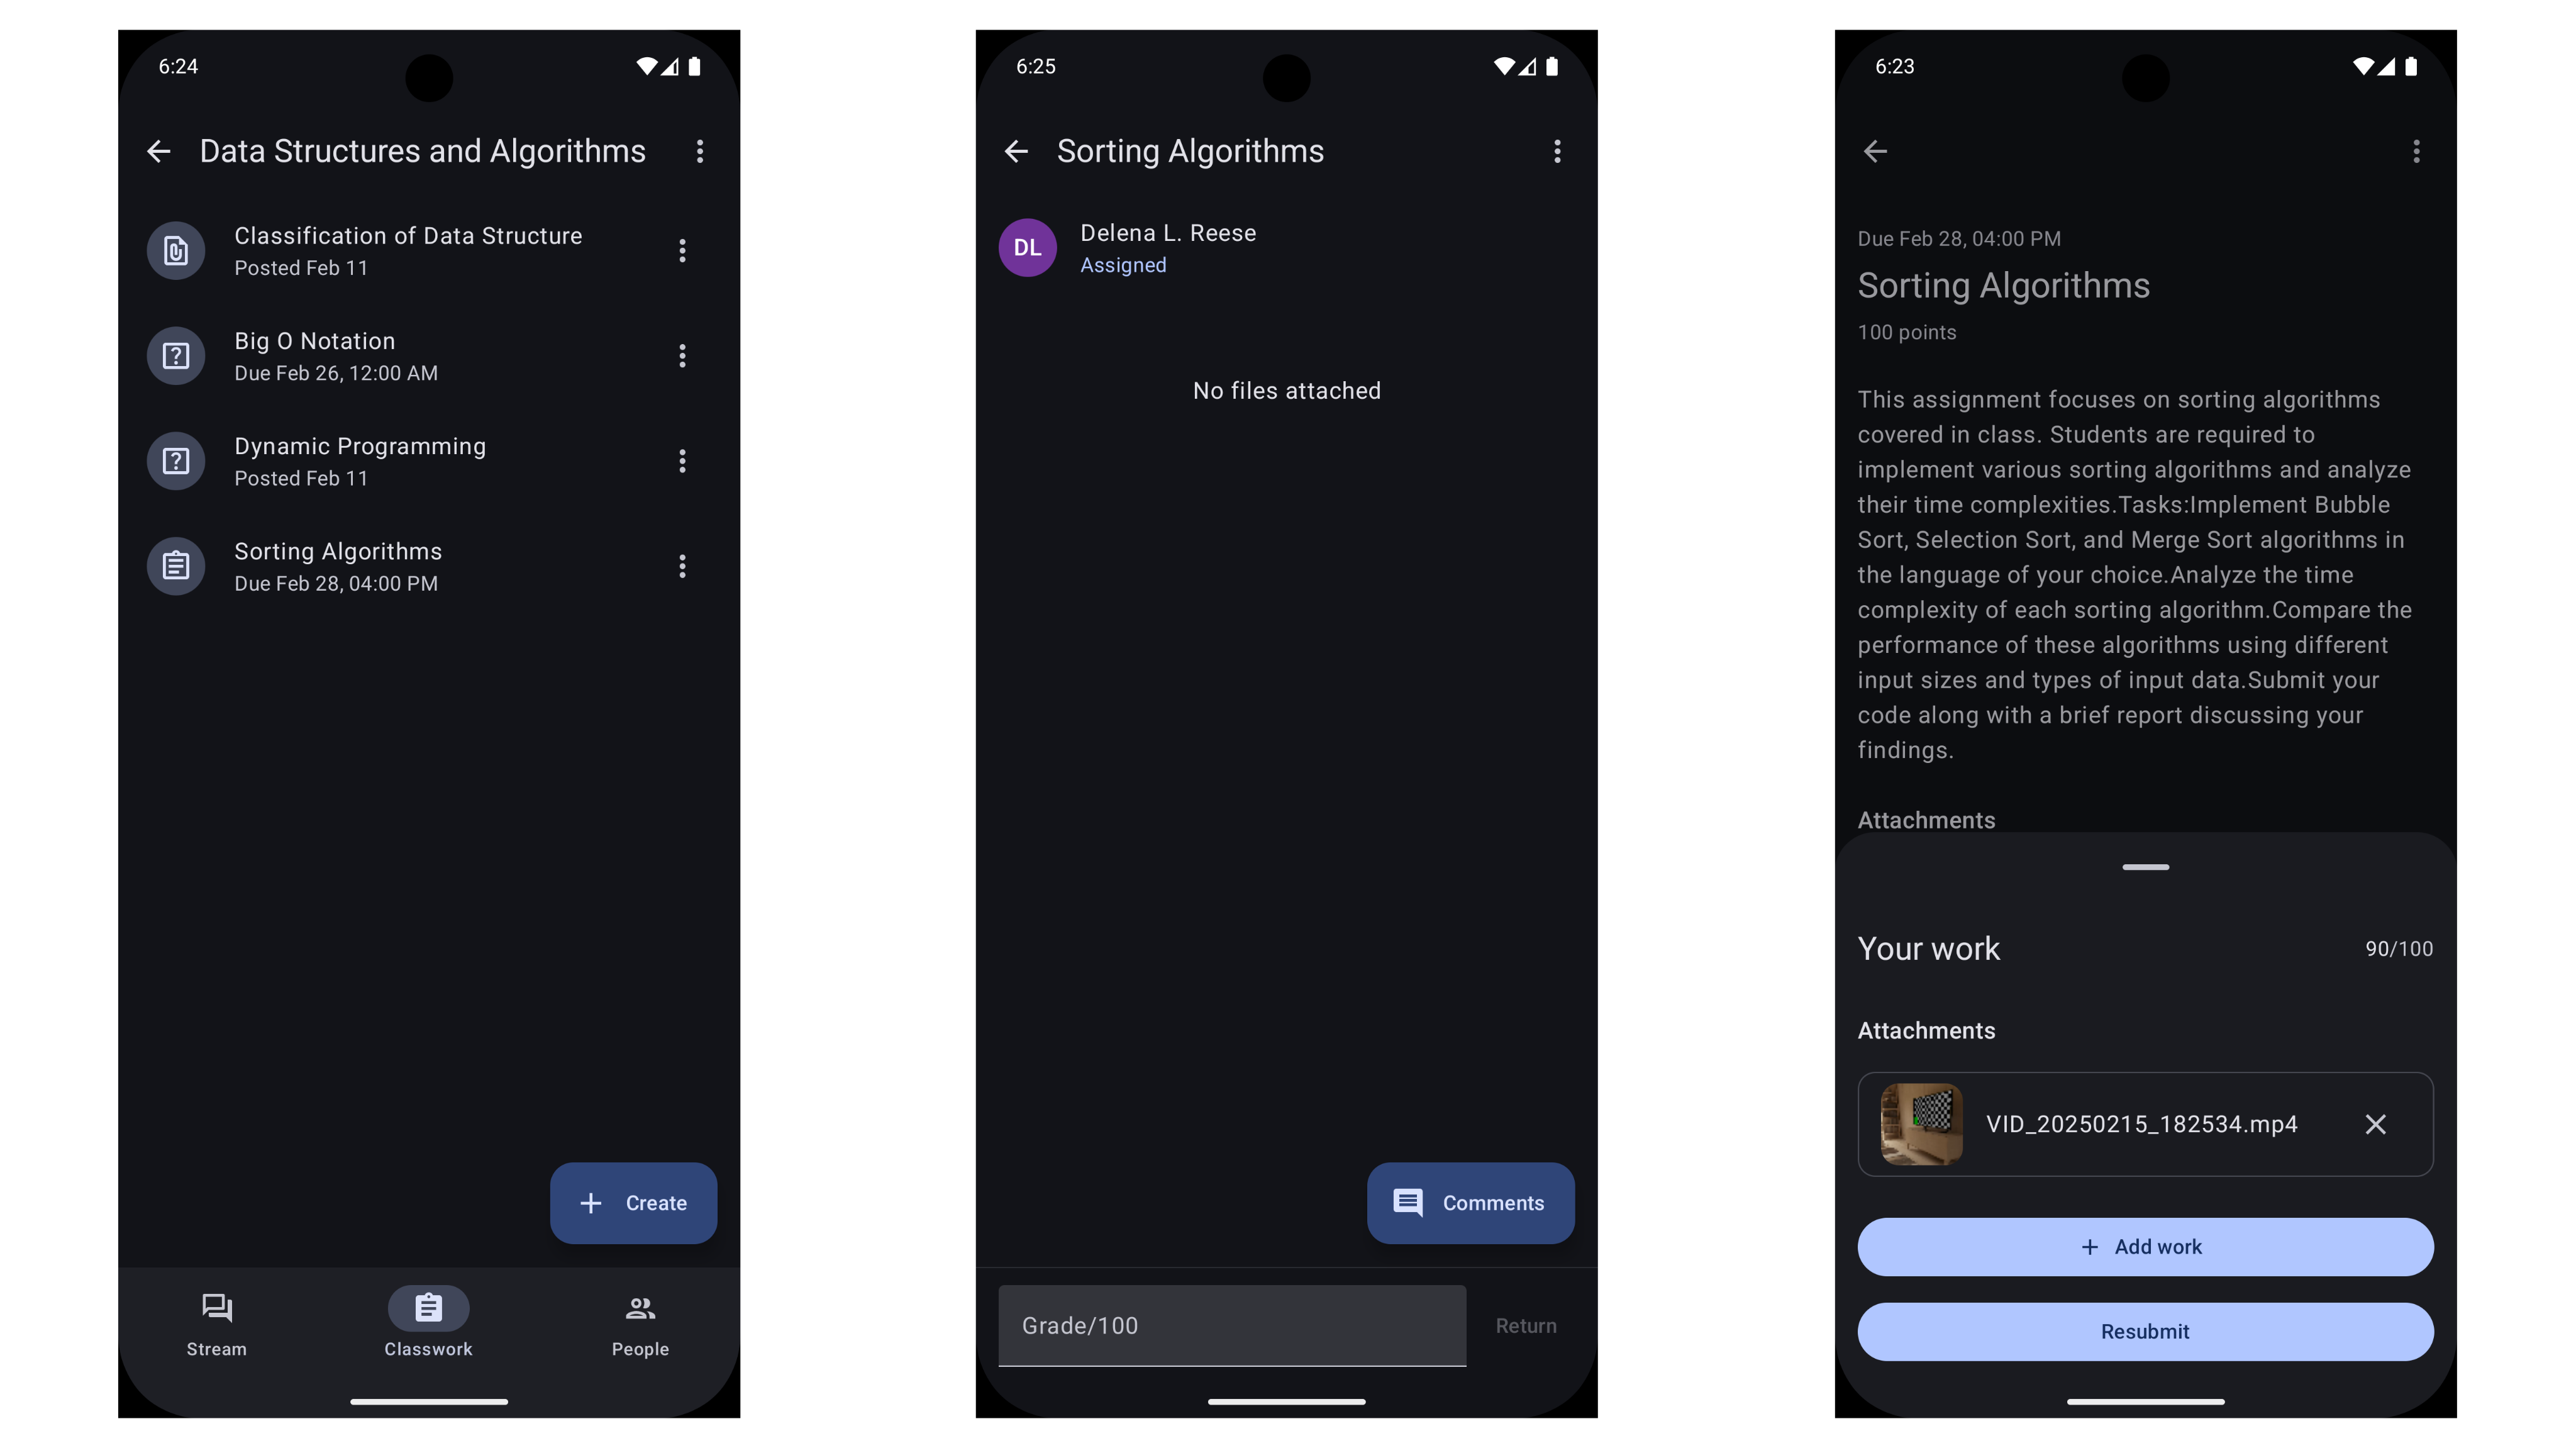 6:24
Data Structures and Algorithms
Classification of Data Structure
Posted Feb 11
Big O Notation
Due Feb 26, 12:00 AM
Dynamic Programming
Posted Feb 11
Sorting Algorithms
Due Feb 28, 04:00 PM
Create
Stream
Classwork
People
6:25
Sorting Algorithms
DL
Delena L. Reese
Assigned
No files attached
Comments
Grade/100
Return
6:23
Due Feb 28, 04:00 PM
Sorting Algorithms
100 points
This assignment focuses on sorting algorithms
covered in class. Students are required to
implement various sorting algorithms and analyze
their time complexities.Tasks:Implement Bubble
Sort, Selection Sort, and Merge Sort algorithms in
the language of your choice.Analyze the time
complexity of each sorting algorithm.Compare the
performance of these algorithms using different
input sizes and types of input data.Submit your
code along with a brief report discussing your
findings.
Attachments
Your work
90/100
Attachments
VID_20250215_182534.mp4
Add work
Resubmit